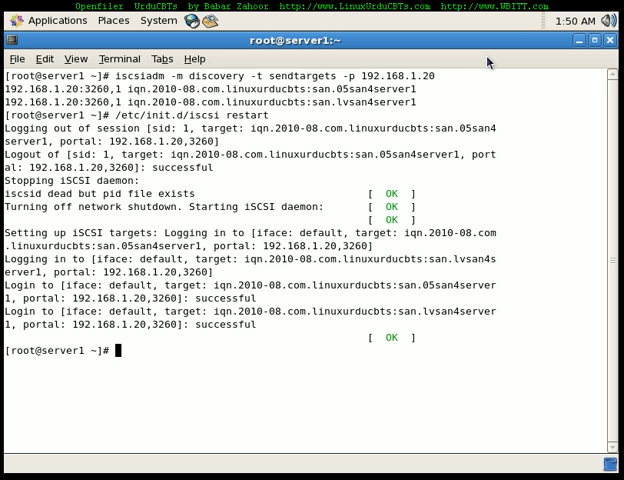 Openfiler UrduCBTs by Babar Zahoor http://www.LinuxUrduCBTs.com http://www.WBITT.com
Applications Places System 1:50 AM
root@server1:~
File Edit View Terminal Tabs Help
[root@server1 ~]# iscsiadm -m discovery -t sendtargets -p 192.168.1.20
192.168.1.20:3260,1 iqn.2010-08.com.linuxurducbts:san.05san4server1
192.168.1.20:3260,1 iqn.2010-08.com.linuxurducbts:san.lvsan4server1
[root@server1 ~]# /etc/init.d/iscsi restart
Logging out of session [sid: 1, target: iqn.2010-08.com.linuxurducbts:san.05san4
server1, portal: 192.168.1.20,3260]
Logout of [sid: 1, target: iqn.2010-08.com.linuxurducbts:san.05san4server1, port
al: 192.168.1.20,3260]: successful
Stopping iSCSI daemon:
iscsid dead but pid file exists [ OK ]
Turning off network shutdown. Starting iSCSI daemon: [ OK ]
[ OK ]
Setting up iSCSI targets: Logging in to [iface: default, target: iqn.2010-08.com
.linuxurducbts:san.05san4server1, portal: 192.168.1.20,3260]
Logging in to [iface: default, target: iqn.2010-08.com.linuxurducbts:san.lvsan4s
erver1, portal: 192.168.1.20,3260]
Login to [iface: default, target: iqn.2010-08.com.linuxurducbts:san.05san4server
1, portal: 192.168.1.20,3260]: successful
Login to [iface: default, target: iqn.2010-08.com.linuxurducbts:san.lvsan4server
1, portal: 192.168.1.20,3260]: successful
[ OK ]
[root@server1 ~]#